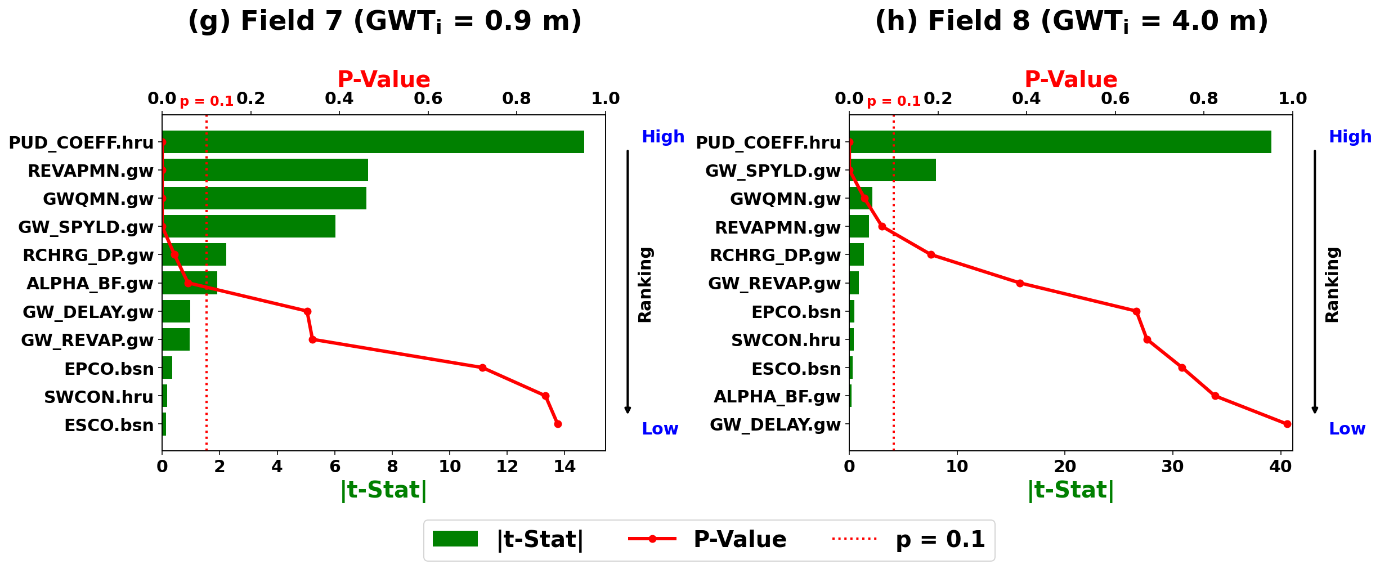 (g) Field 7 (GWTi = 0.9 m)
P-Value
0.0 p = 0.1 0.2 0.4 0.6 0.8 1.0
PUD_COEFF.hru
REVAPMN.gw
GWQMN.gw
GW_SPYLD.gw
RCHRG_DP.gw
ALPHA_BF.gw
GW_DELAY.gw
GW_REVAP.gw
EPCO.bsn
SWCON.hru
ESCO.bsn
0 2 4 6 8 10 12 14
|t-Stat|
High
Ranking
Low
(h) Field 8 (GWTi = 4.0 m)
P-Value
0.0 p = 0.1 0.2 0.4 0.6 0.8 1.0
PUD_COEFF.hru
GW_SPYLD.gw
GWQMN.gw
REVAPMN.gw
RCHRG_DP.gw
GW_REVAP.gw
EPCO.bsn
SWCON.hru
ESCO.bsn
ALPHA_BF.gw
GW_DELAY.gw
0 10 20 30 40
|t-Stat|
High
Ranking
Low
|t-Stat| P-Value p = 0.1